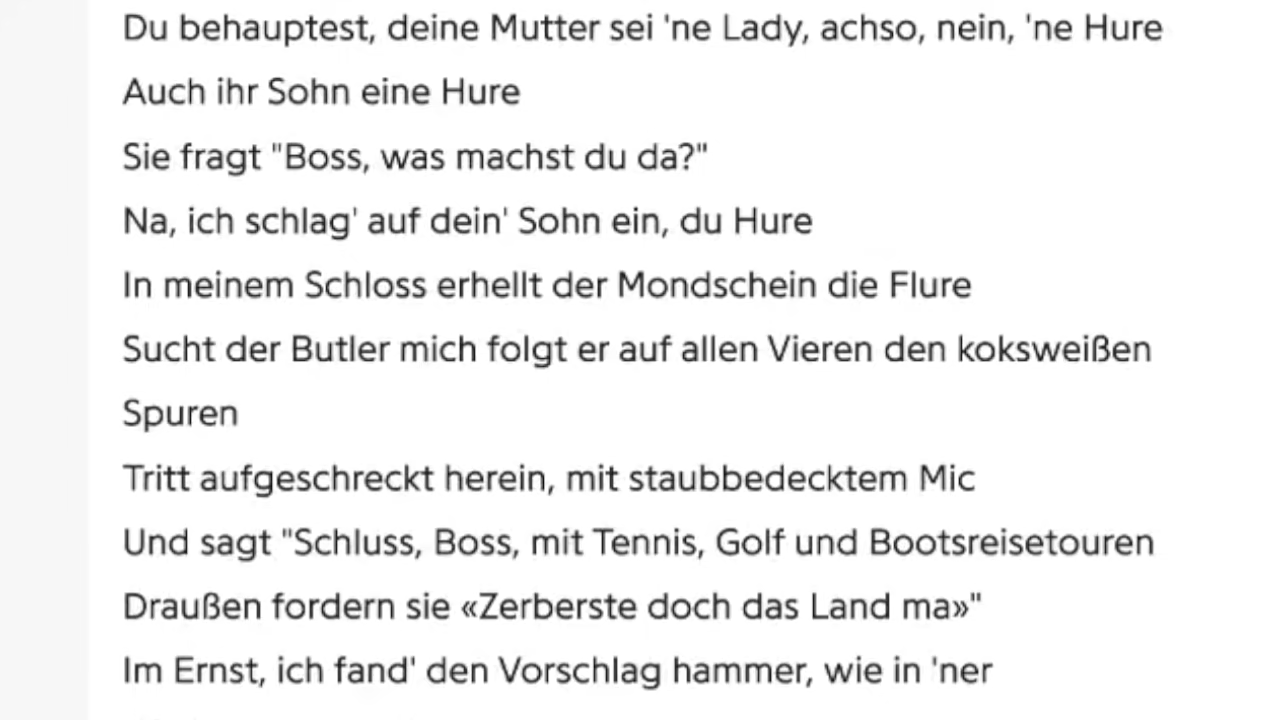 Du behauptest, deine Mutter sei 'ne Lady, achso, nein, 'ne Hure
Auch ihr Sohn eine Hure
Sie fragt "Boss, was machst du da?"
Na, ich schlag' auf dein' Sohn ein, du Hure
In meinem Schloss erhellt der Mondschein die Flure
Sucht der Butler mich folgt er auf allen Vieren den koksweißen
Spuren
Tritt aufgeschreckt herein, mit staubbedecktem Mic
Und sagt "Schluss, Boss, mit Tennis, Golf und Bootsreisetouren
Draußen fordern sie «Zerberste doch das Land ma»"
Im Ernst, ich fand' den Vorschlag hammer, wie in 'ner